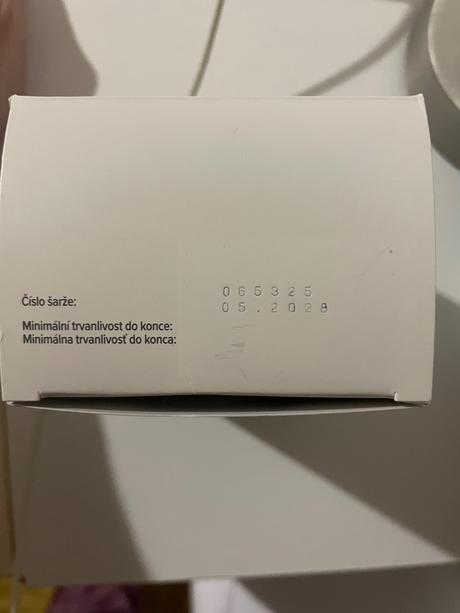 065325
Číslo šarže:
05.2028
Minimální trvanlivost do konce:
Minimálna trvanlivosť do konca: